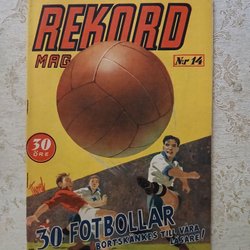 REKORD
MAG
Nr 14
30
ÖRE
30 FOTBOLLAR
BORTSKÄNKES TILL VÅRA
LÄSARE!